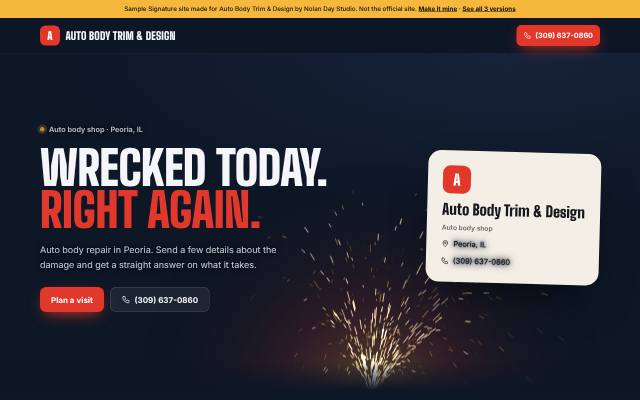 Sample Signature site made for Auto Body Trim & Design by Nolan Day Studio. Not the official site. Make it mine · See all 3 versions
A AUTO BODY TRIM & DESIGN
(309) 637-0860
Auto body shop · Peoria, IL
WRECKED TODAY.
RIGHT AGAIN.
Auto body repair in Peoria. Send a few details about the
damage and get a straight answer on what it takes.
Plan a visit
(309) 637-0860
A
Auto Body Trim & Design
Auto body shop
Peoria, IL
(309) 637-0860